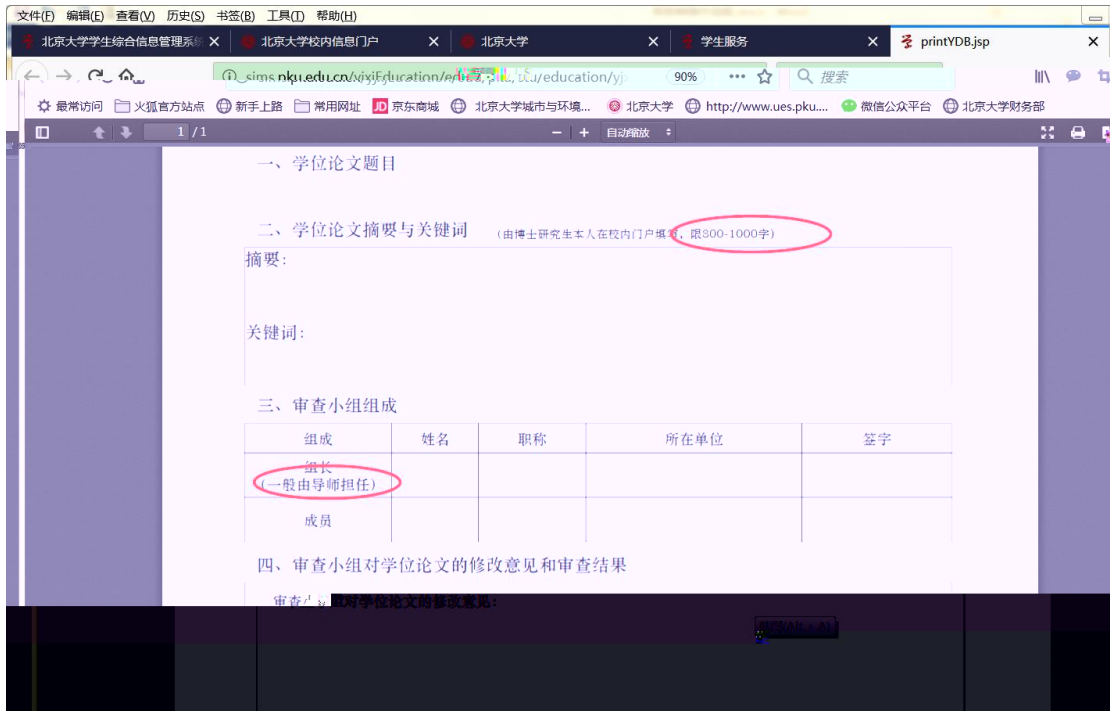 文件(F) 编辑(E) 查看(V) 历史(S) 书签(B) 工具(T) 帮助(H)
北京大学学生综合信息管理系统 北京大学校内信息门户 北京大学 学生服务 printYDB.jsp
sims.pku.edu.cn 90% 搜索
最常访问 火狐官方站点 新手上路 常用网址 JD 京东商城 北京大学城市与环境... 北京大学 http://www.ues.pku.... 微信公众平台 北京大学财务部
1 / 1 自动缩放
一、学位论文题目
二、学位论文摘要与关键词 (由博士研究生本人在校内门户填写, 限800-1000字)
摘要:
关键词:
三、审查小组组成
组成 姓名 职称 所在单位 签字
组长
(一般由导师担任)
成员
四、审查小组对学位论文的修改意见和审查结果
审查小组对学位论文的修改意见: